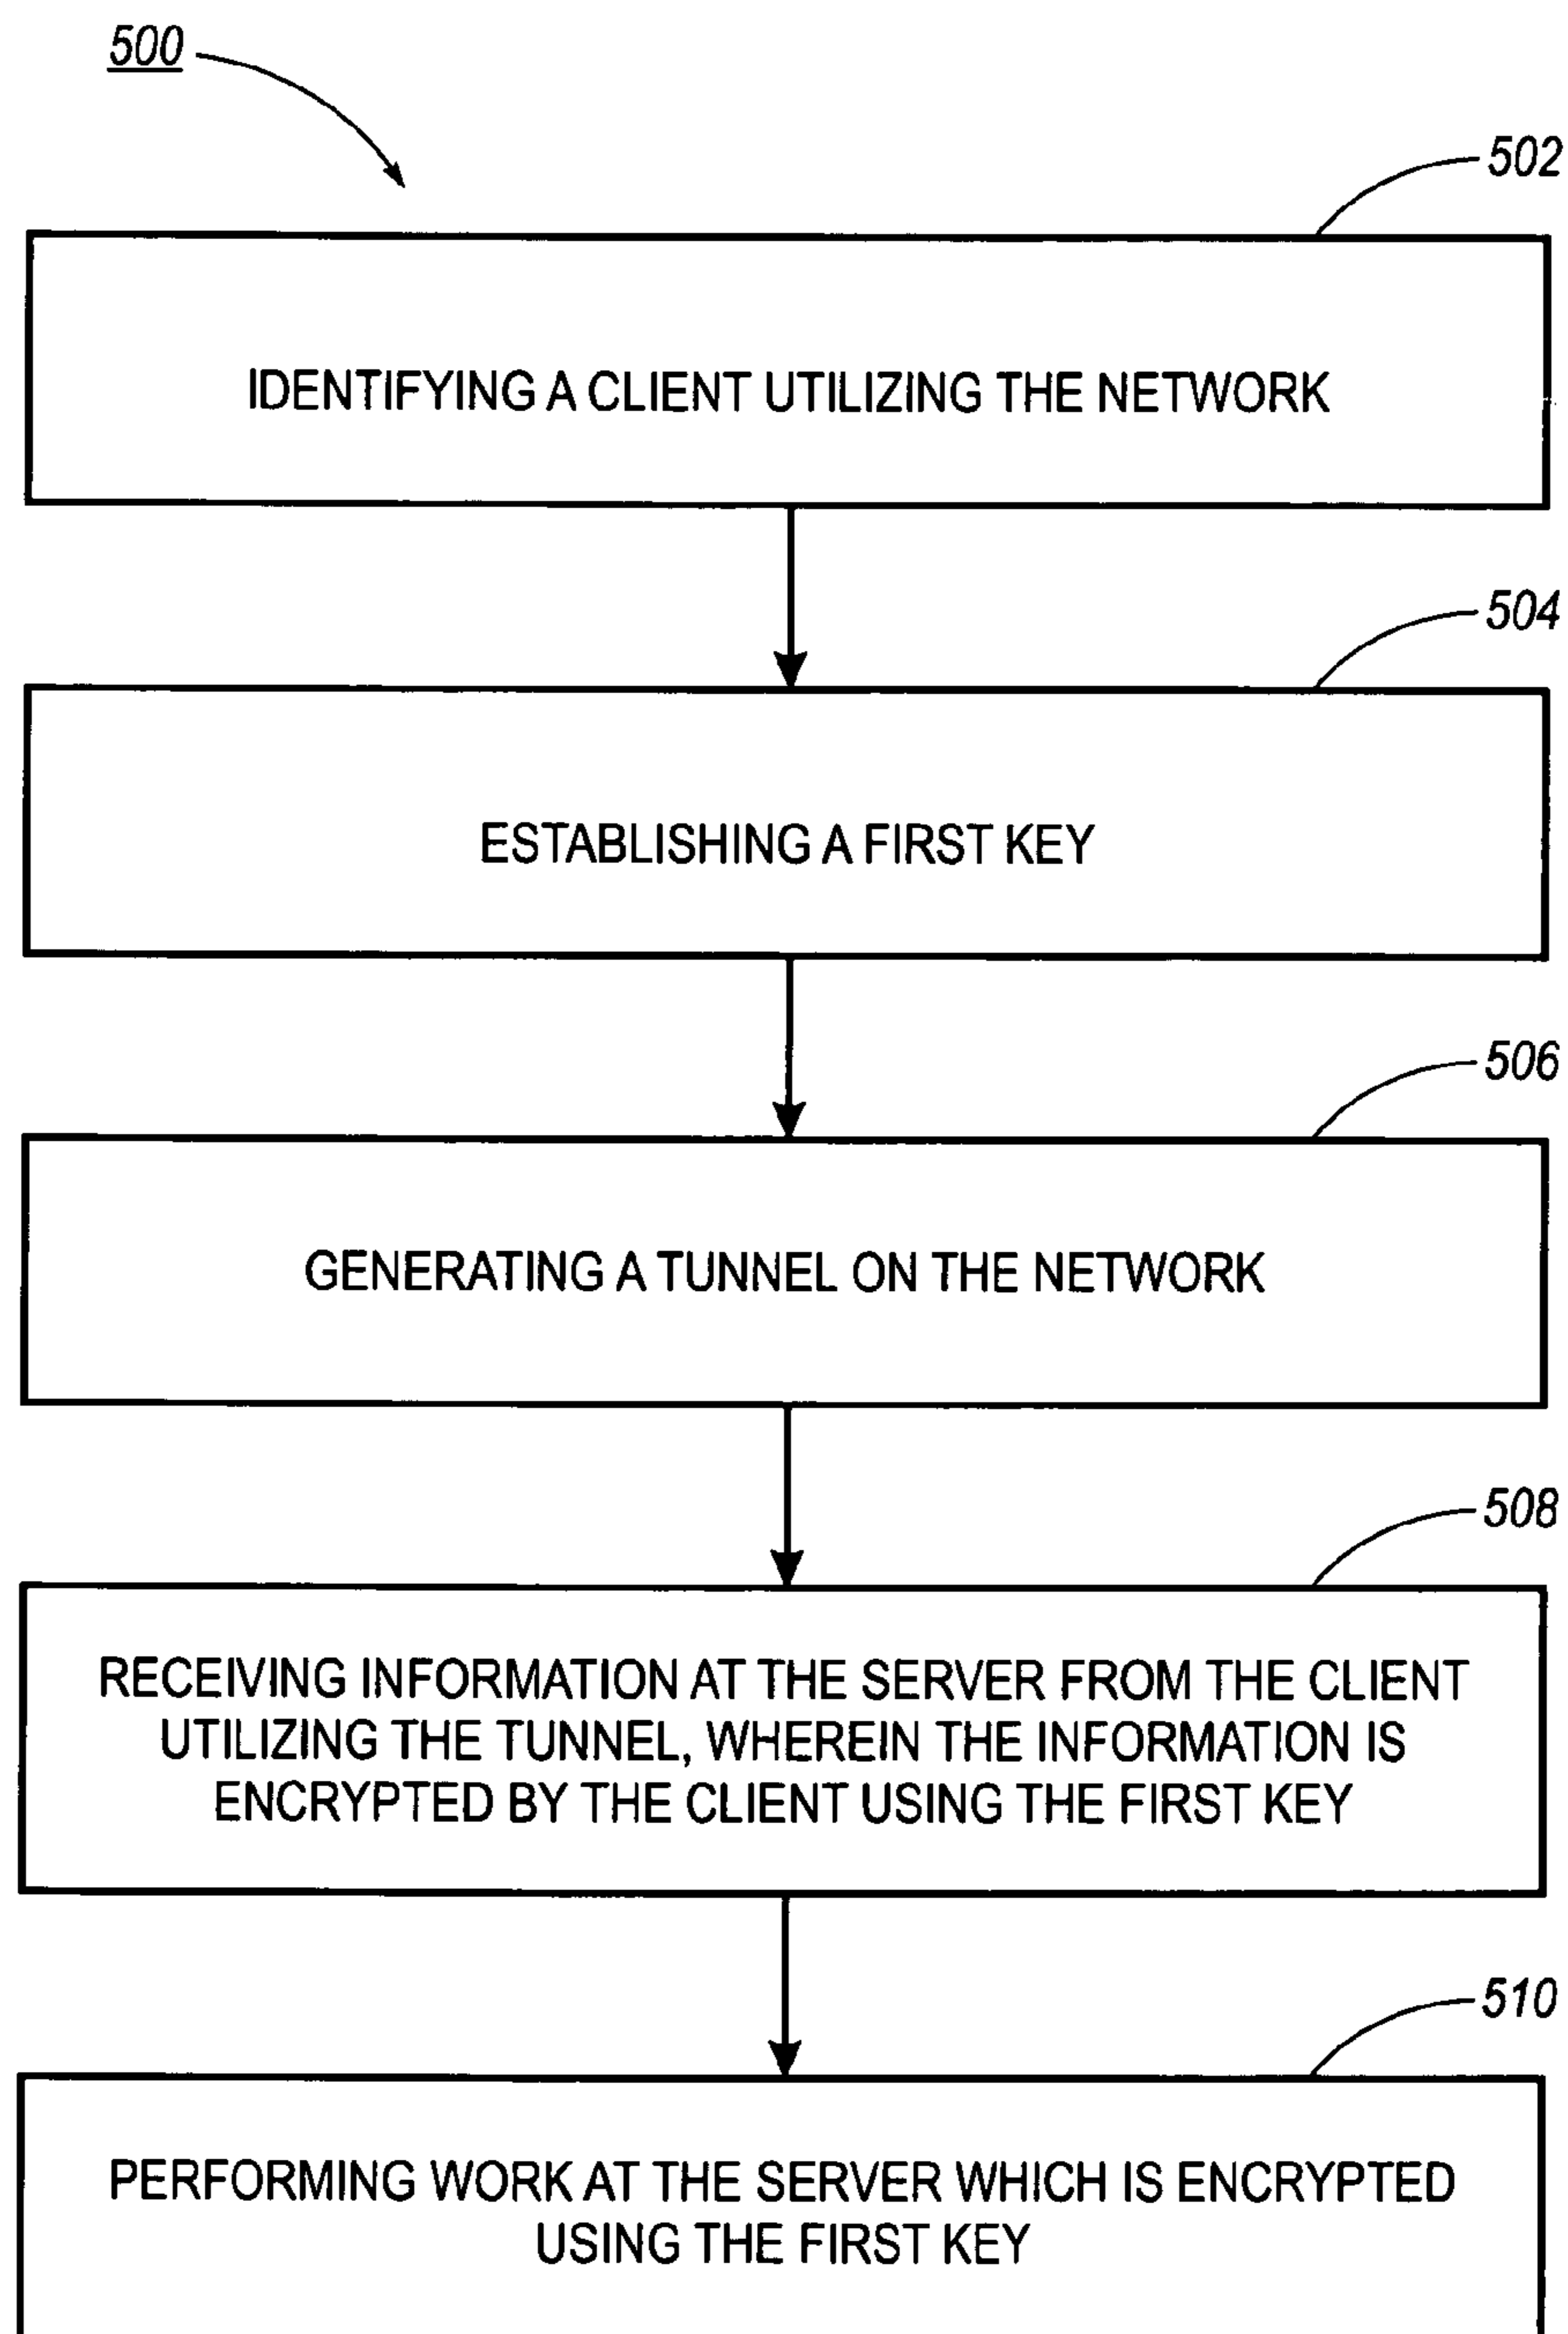 500
502
IDENTIFYING A CLIENT UTILIZING THE NETWORK
504
ESTABLISHING A FIRST KEY
506
GENERATING A TUNNEL ON THE NETWORK
508
RECEIVING INFORMATION AT THE SERVER FROM THE CLIENT
UTILIZING THE TUNNEL, WHEREIN THE INFORMATION IS
ENCRYPTED BY THE CLIENT USING THE FIRST KEY
510
PERFORMING WORK AT THE SERVER WHICH IS ENCRYPTED
USING THE FIRST KEY